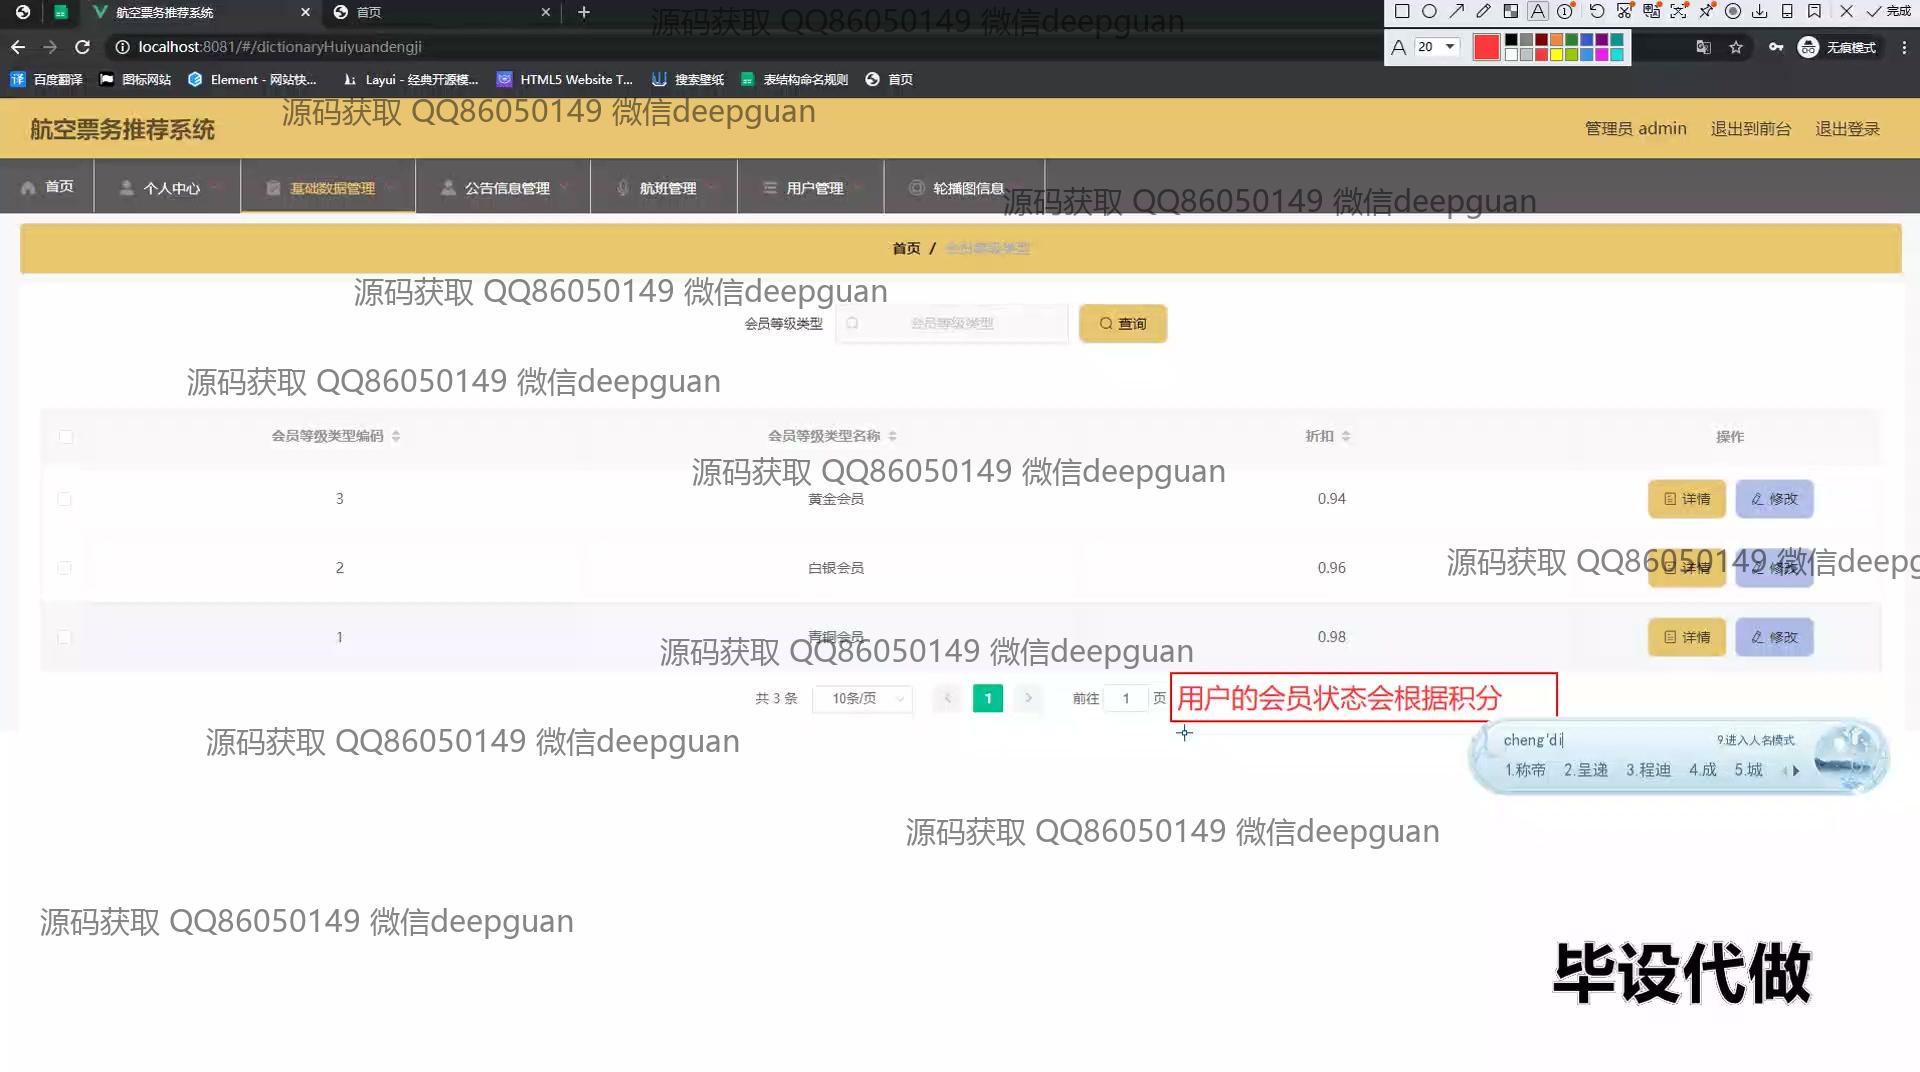 航空票务推荐系统
首页
完成
localhost:8081/#/dictionaryHuiyuandengji
A 20
无痕模式
百度翻译 图标网站 Element - 网站快... Layui - 经典开源模... HTML5 Website T... 搜索壁纸 表结构命名规则 首页
源码获取 QQ86050149 微信deepguan
源码获取 QQ86050149 微信deepguan
航空票务推荐系统
管理员 admin 退出到前台 退出登录
首页 个人中心 基础数据管理 公告信息管理 航班管理 用户管理 轮播图信息
源码获取 QQ86050149 微信deepguan
首页 / 会员等级类型
源码获取 QQ86050149 微信deepguan
会员等级类型 会员等级类型 查询
源码获取 QQ86050149 微信deepguan
会员等级类型编码 会员等级类型名称 折扣 操作
源码获取 QQ86050149 微信deepguan
3 黄金会员 0.94 详情 修改
2 白银会员 0.96 详情 修改
源码获取 QQ86050149 微信deepg
1 青铜会员 0.98 详情 修改
源码获取 QQ86050149 微信deepguan
共 3 条 10条/页 1 前往 1 页
用户的会员状态会根据积分
源码获取 QQ86050149 微信deepguan
cheng'di 9.进入人名模式
1.称帝 2.呈递 3.程迪 4.成 5.城
源码获取 QQ86050149 微信deepguan
源码获取 QQ86050149 微信deepguan
毕设代做